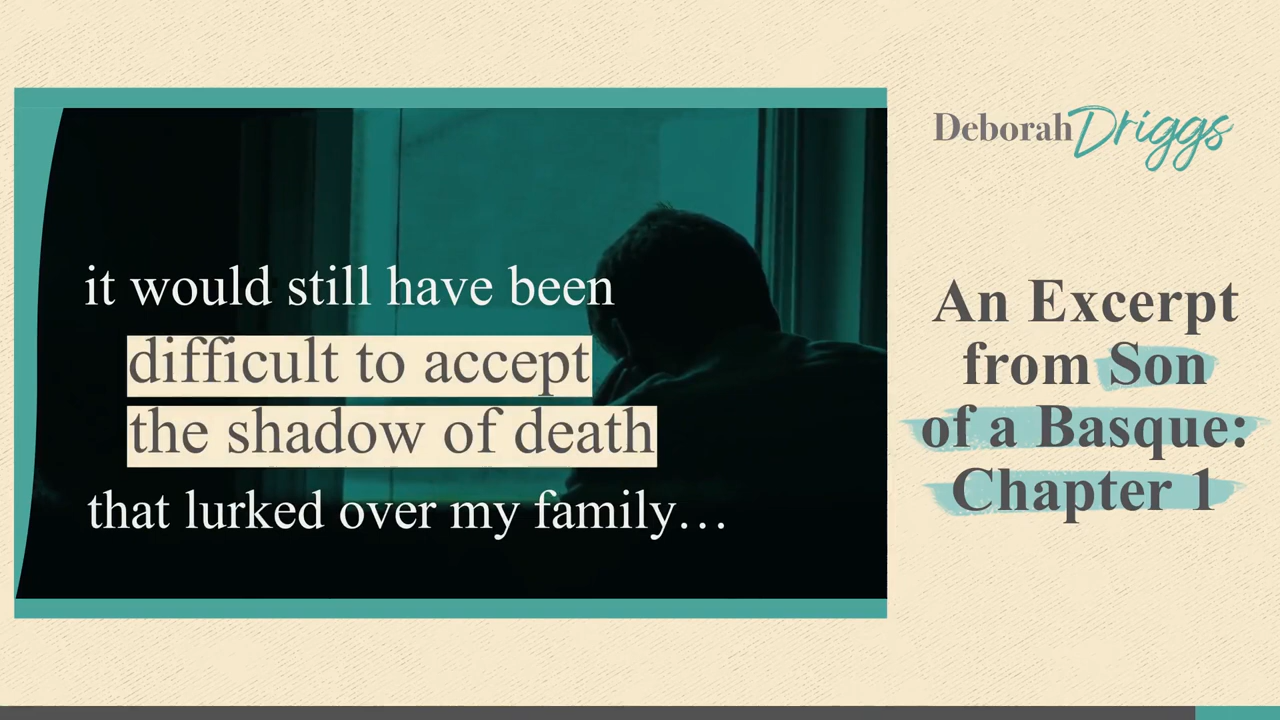 it would still have been
difficult to accept
the shadow of death
that lurked over my family…
Deborah Driggs
An Excerpt
from Son
of a Basque:
Chapter 1